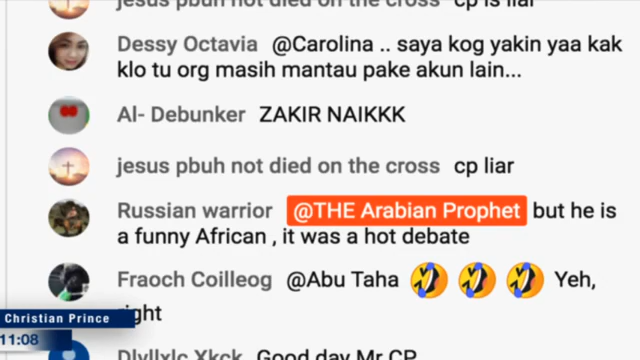 jesus pbuh not died on the cross cp is liar
Dessy Octavia @Carolina .. saya kog yakin yaa kak
klo tu org masih mantau pake akun lain...
Al- Debunker ZAKIR NAIKKK
jesus pbuh not died on the cross cp liar
Russian warrior @THE Arabian Prophet but he is
a funny African , it was a hot debate
Fraoch Coilleog @Abu Taha 🤣 🤣 🤣 Yeh,
right
Christian Prince
11:08
Dlyllxlc Xkck Good day Mr CP